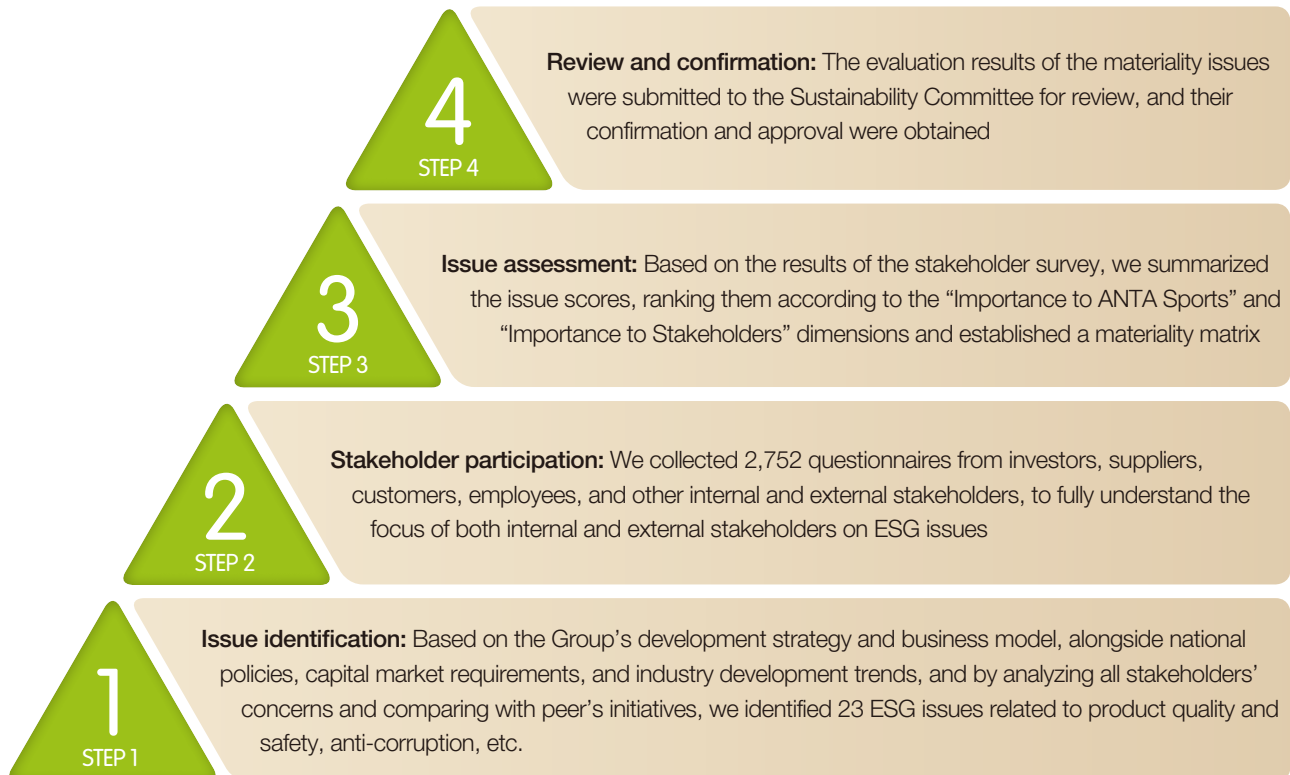 4
STEP 4
Review and confirmation: The evaluation results of the materiality issues
were submitted to the Sustainability Committee for review, and their
confirmation and approval were obtained
3
STEP 3
Issue assessment: Based on the results of the stakeholder survey, we summarized
the issue scores, ranking them according to the “Importance to ANTA Sports” and
“Importance to Stakeholders” dimensions and established a materiality matrix
2
STEP 2
Stakeholder participation: We collected 2,752 questionnaires from investors, suppliers,
customers, employees, and other internal and external stakeholders, to fully understand the
focus of both internal and external stakeholders on ESG issues
1
STEP 1
Issue identification: Based on the Group’s development strategy and business model, alongside national
policies, capital market requirements, and industry development trends, and by analyzing all stakeholders’
concerns and comparing with peer’s initiatives, we identified 23 ESG issues related to product quality and
safety, anti-corruption, etc.